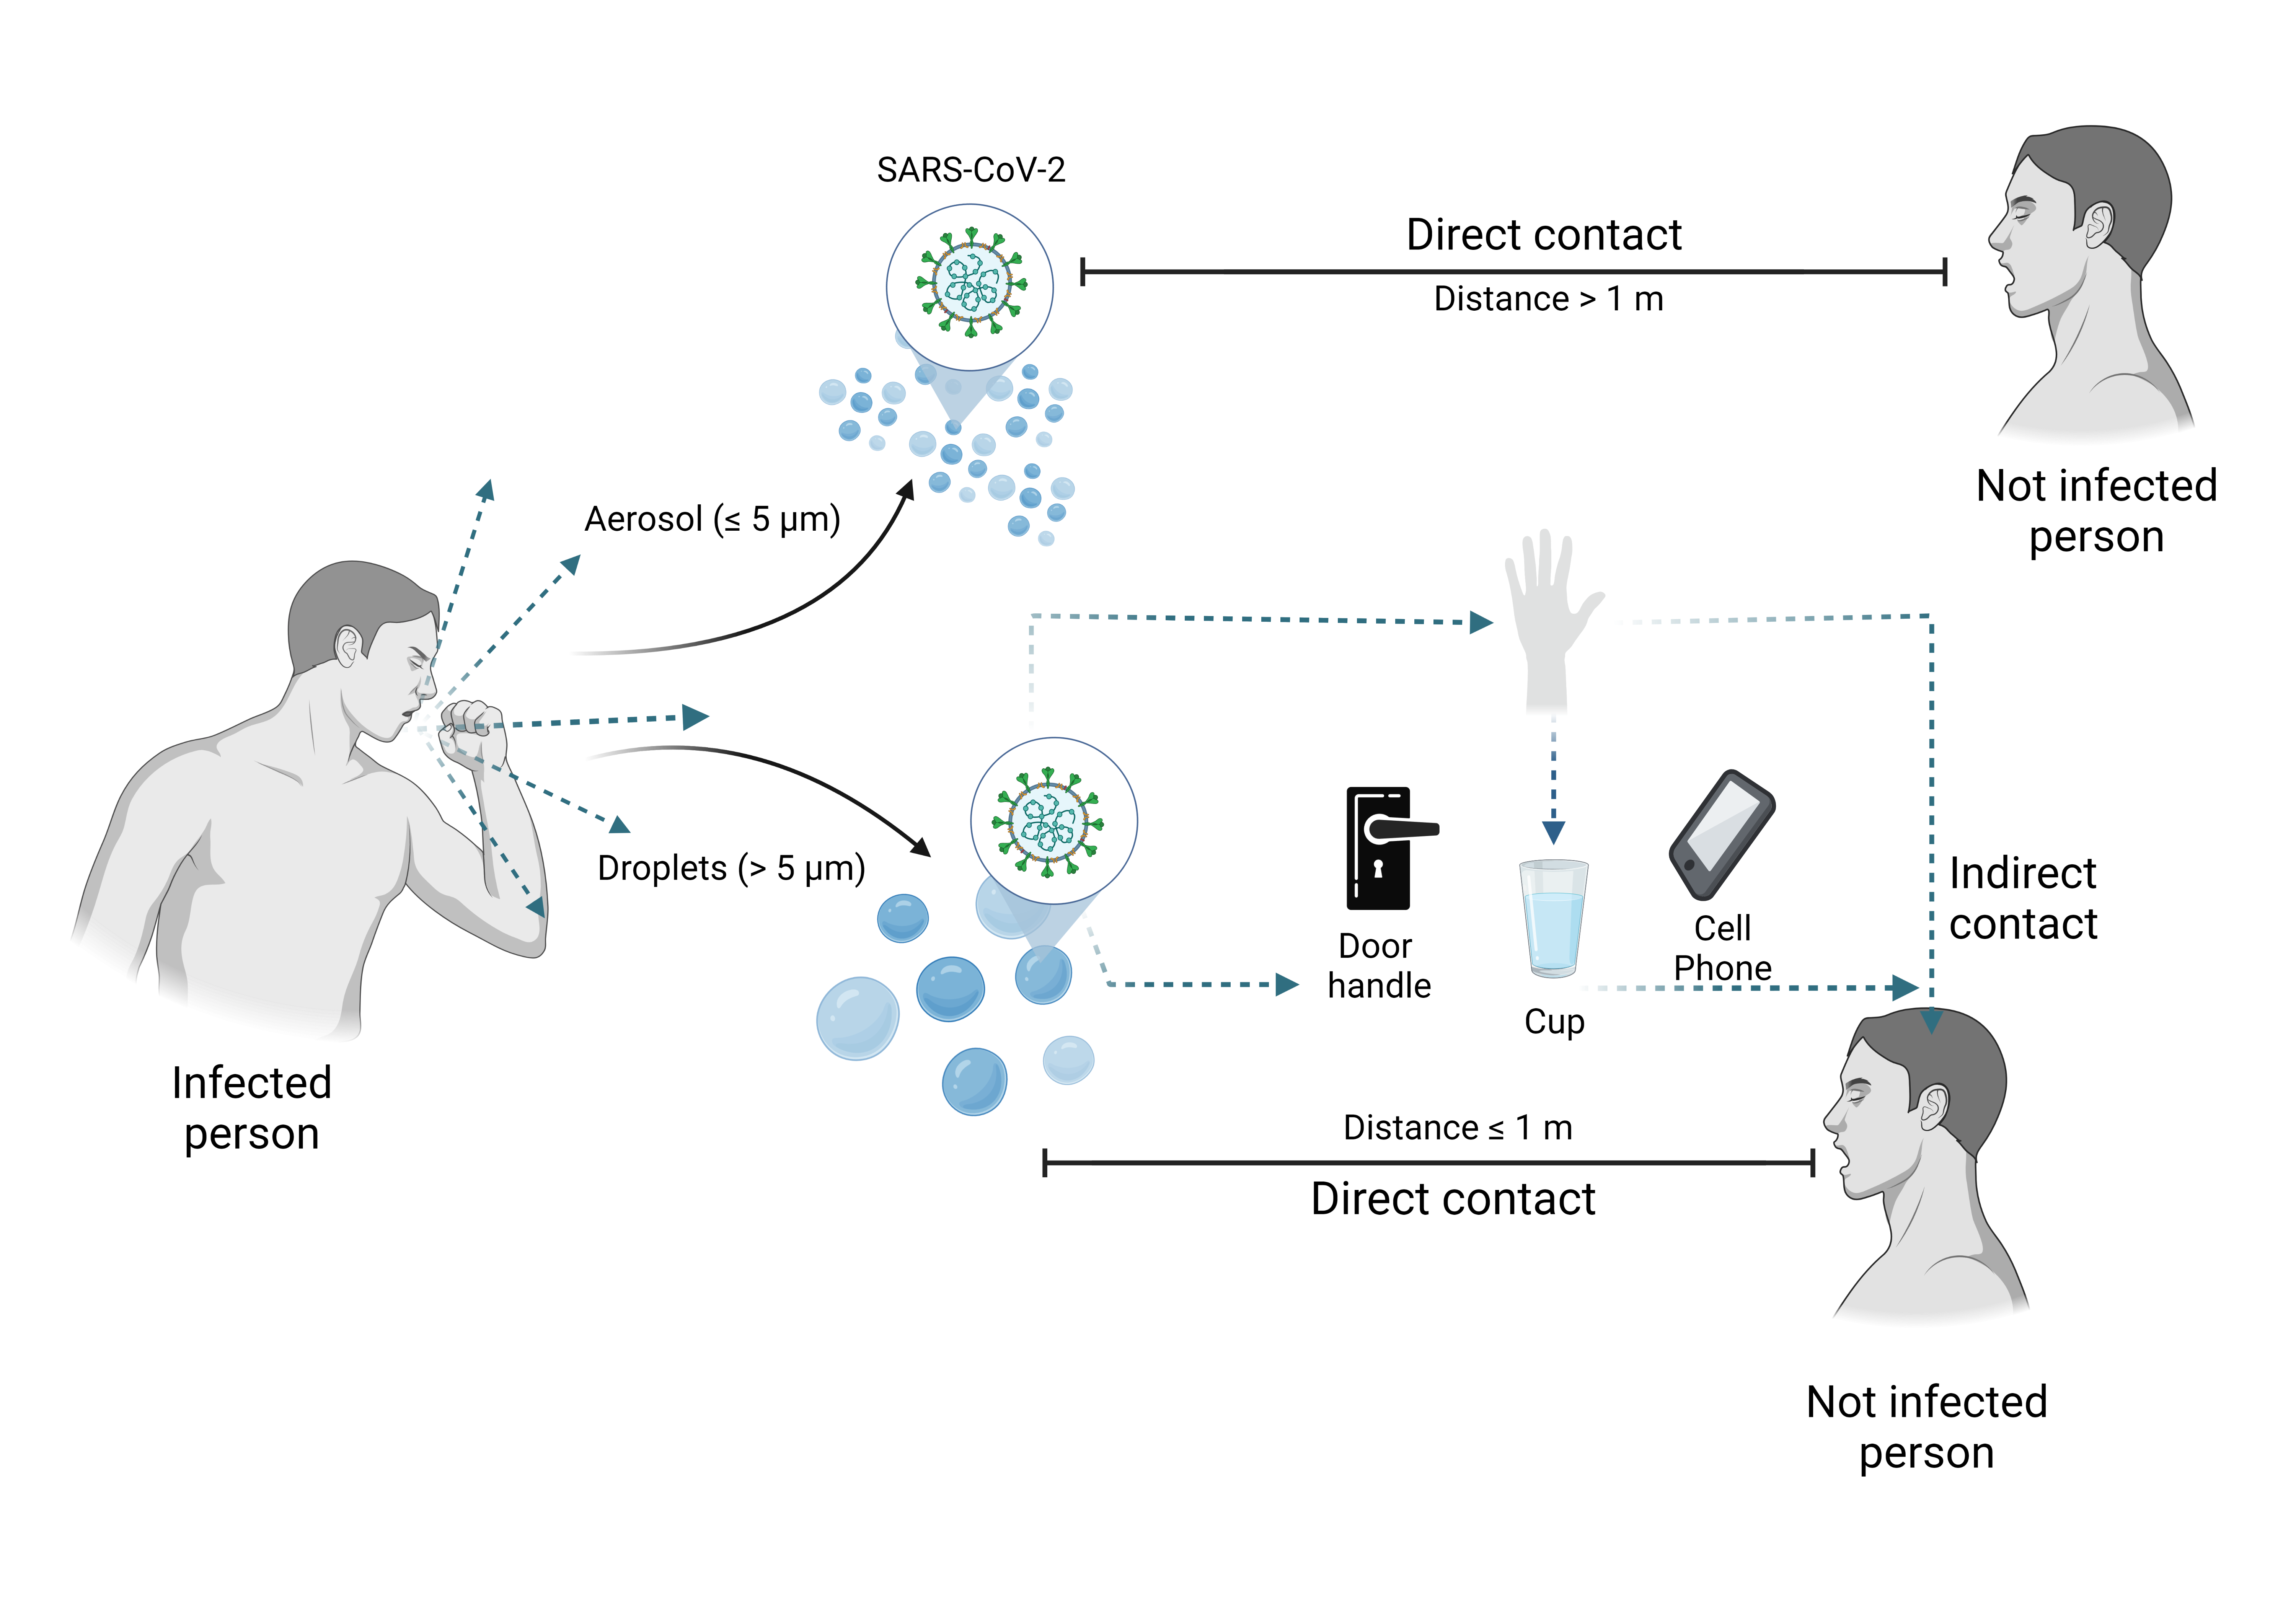 SARS-CoV-2
Direct contact
Distance > 1 m
Not infected
person
Aerosol (≤ 5 µm)
Droplets (> 5 µm)
Infected
person
Door
handle
Cup
Cell
Phone
Indirect
contact
Distance ≤ 1 m
Direct contact
Not infected
person